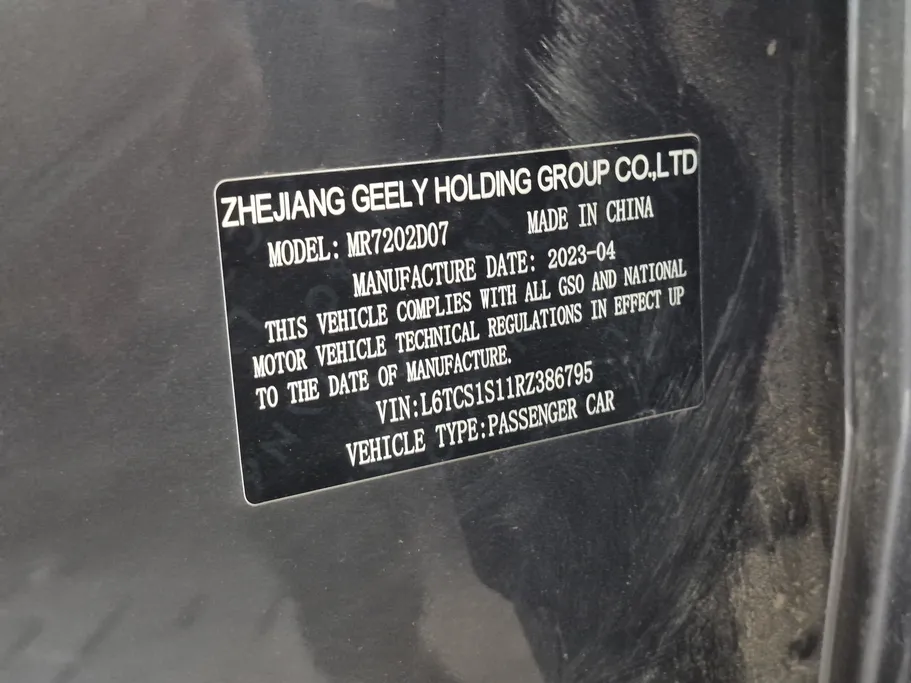 ZHEJIANG GEELY HOLDING GROUP CO.,LTD
MODEL: MR7202D07 MADE IN CHINA
MANUFACTURE DATE: 2023-04
THIS VEHICLE COMPLIES WITH ALL GSO AND NATIONAL
MOTOR VEHICLE TECHNICAL REGULATIONS IN EFFECT UP
TO THE DATE OF MANUFACTURE.
VIN:L6TCS1S11RZ386795
VEHICLE TYPE:PASSENGER CAR